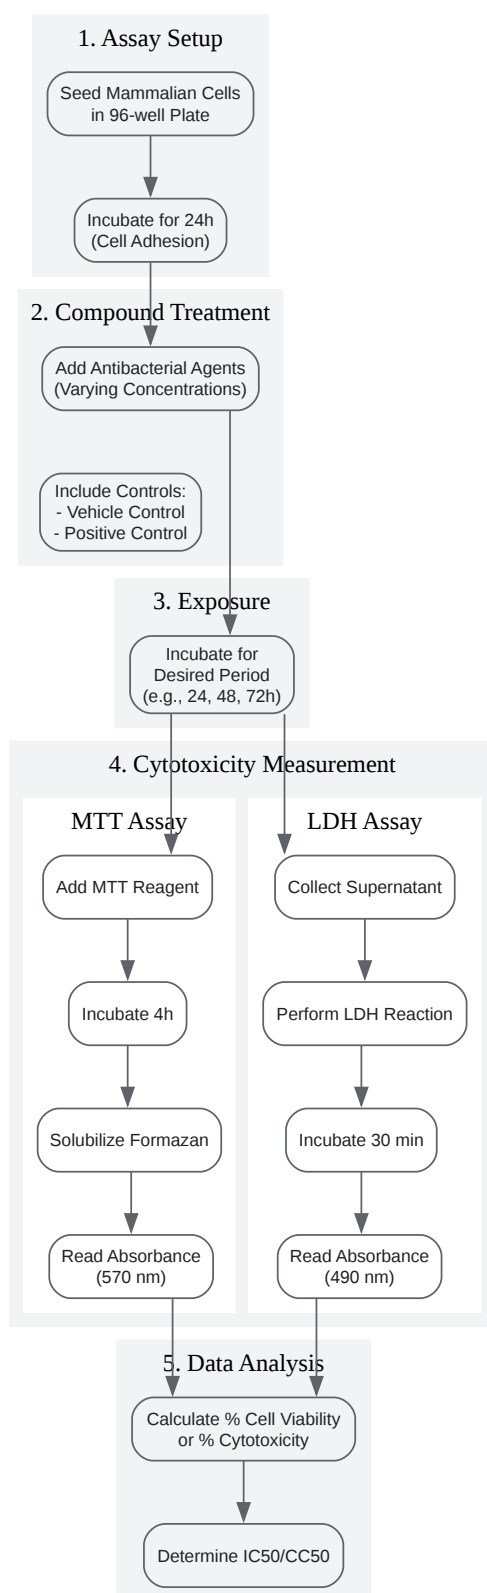 1. Assay Setup
Seed Mammalian Cells
in 96-well Plate
Incubate for 24h
(Cell Adhesion)
2. Compound Treatment
Add Antibacterial Agents
(Varying Concentrations)
Include Controls:
- Vehicle Control
- Positive Control
3. Exposure
Incubate for
Desired Period
(e.g., 24, 48, 72h)
4. Cytotoxicity Measurement
MTT Assay
Add MTT Reagent
Incubate 4h
Solubilize Formazan
Read Absorbance
(570 nm)
LDH Assay
Collect Supernatant
Perform LDH Reaction
Incubate 30 min
Read Absorbance
(490 nm)
5. Data Analysis
Calculate % Cell Viability
or % Cytotoxicity
Determine IC50/CC50